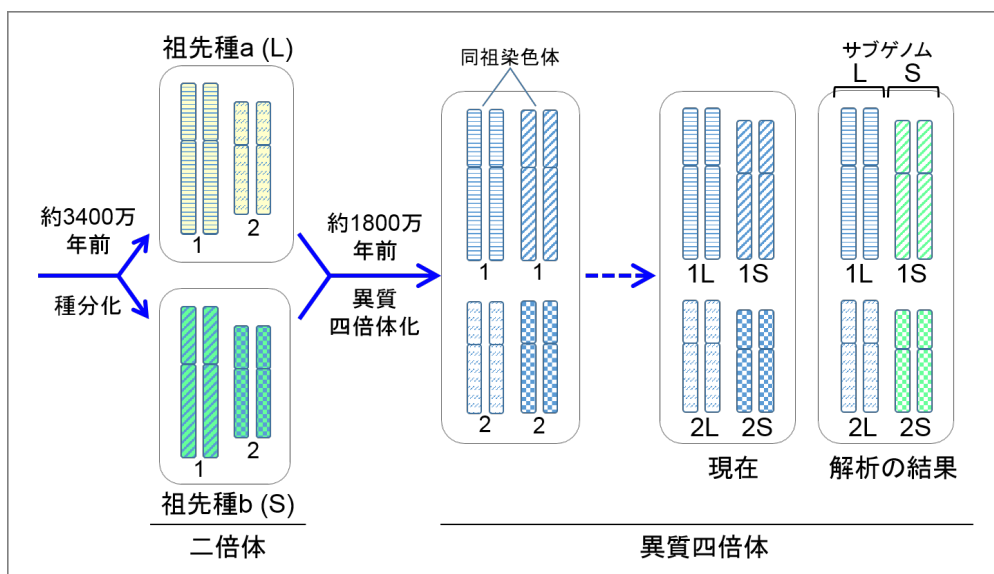 祖先種a (L)
1
2
約3400万
年前
種分化
1
2
祖先種b (S)
二倍体
約1800万
年前
異質
四倍体化
同祖染色体
1 1
2 2
1L 1S
2L 2S
現在
サブゲノム
L S
1L 1S
2L 2S
解析の結果
異質四倍体